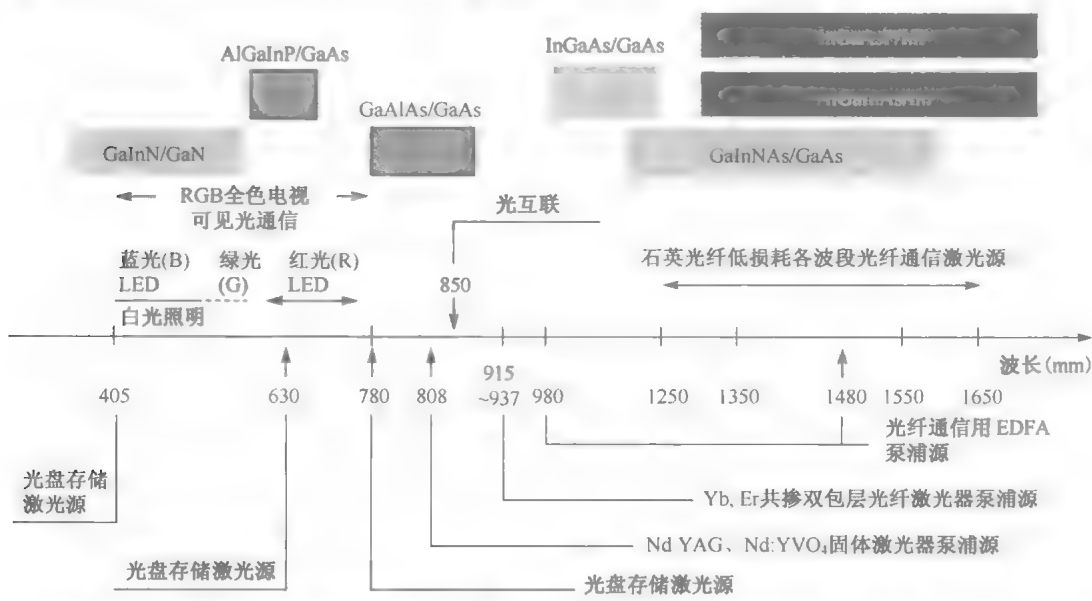 AlGaInP/GaAs
InGaAs/GaAs
GaAlAs/GaAs
GaInN/GaN
GaInNAs/GaAs
RGB全色电视
可见光通信
光互联
蓝光(B)
LED
绿光
(G)
红光(R)
LED
850
石英光纤低损耗各波段光纤通信激光源
白光照明
波长(mm)
405
630
780
808
915
~937
980
1250
1350
1480
1550
1650
光纤通信用EDFA
泵浦源
光盘存储
激光源
Yb, Er共掺双包层光纤激光器泵浦源
Nd YAG、Nd:YVO₄固体激光器泵浦源
光盘存储激光源
光盘存储激光源